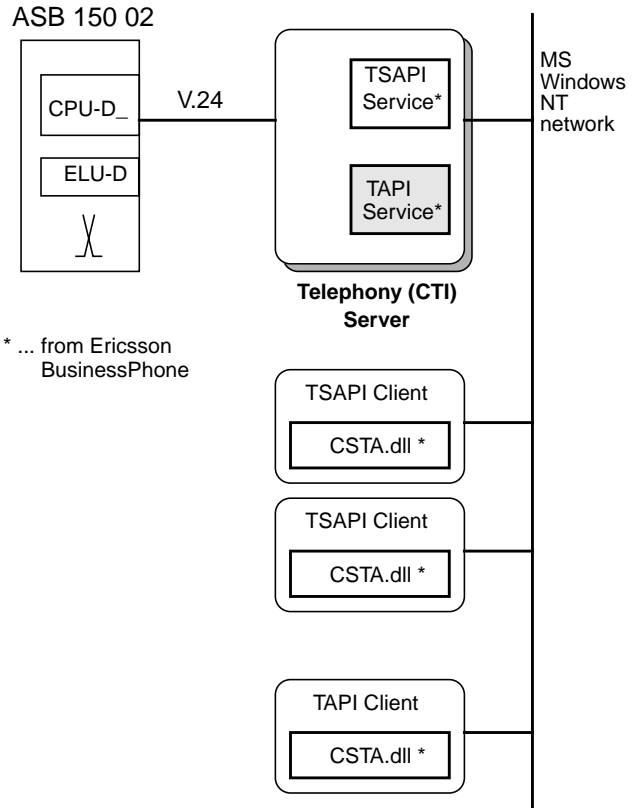 ASB 150 02
CPU-D_
ELU-D
V.24
TSAPI
Service*
TAPI
Service*
Telephony (CTI)
Server
MS
Windows
NT
network
* ... from Ericsson
BusinessPhone
TSAPI Client
CSTA.dll *
TSAPI Client
CSTA.dll *
TAPI Client
CSTA.dll *